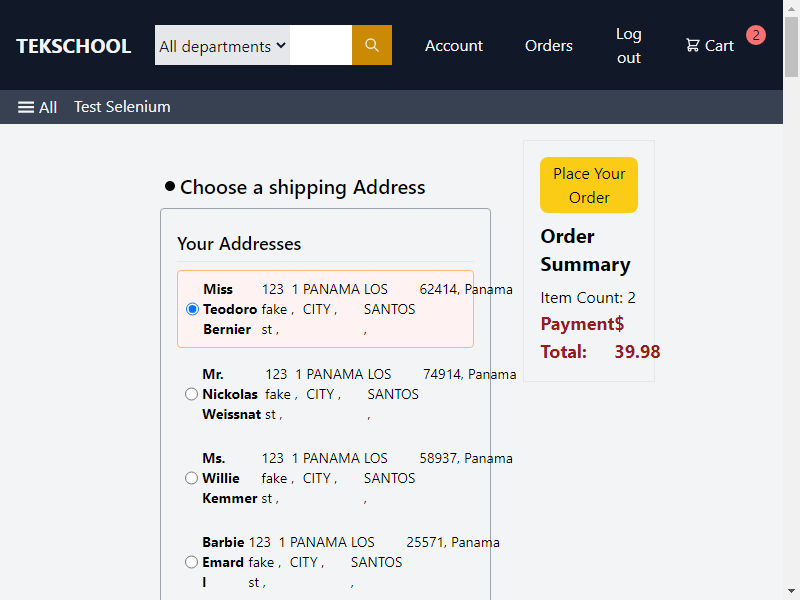 TEKSCHOOL
All departments
Account
Orders
Log
out
Cart
2
All
Test Selenium
Choose a shipping Address
Your Addresses
Miss 123 1 PANAMA LOS 62414, Panama
Teodoro fake , CITY , SANTOS
Bernier st , ,
Mr. 123 1 PANAMA LOS 74914, Panama
Nickolas fake , CITY , SANTOS
Weissnat st , ,
Ms. 123 1 PANAMA LOS 58937, Panama
Willie fake , CITY , SANTOS
Kemmer st , ,
Barbie 123 1 PANAMA LOS 25571, Panama
Emard fake , CITY , SANTOS
I st , ,
Place Your
Order
Order
Summary
Item Count: 2
Payment$
Total: 39.98